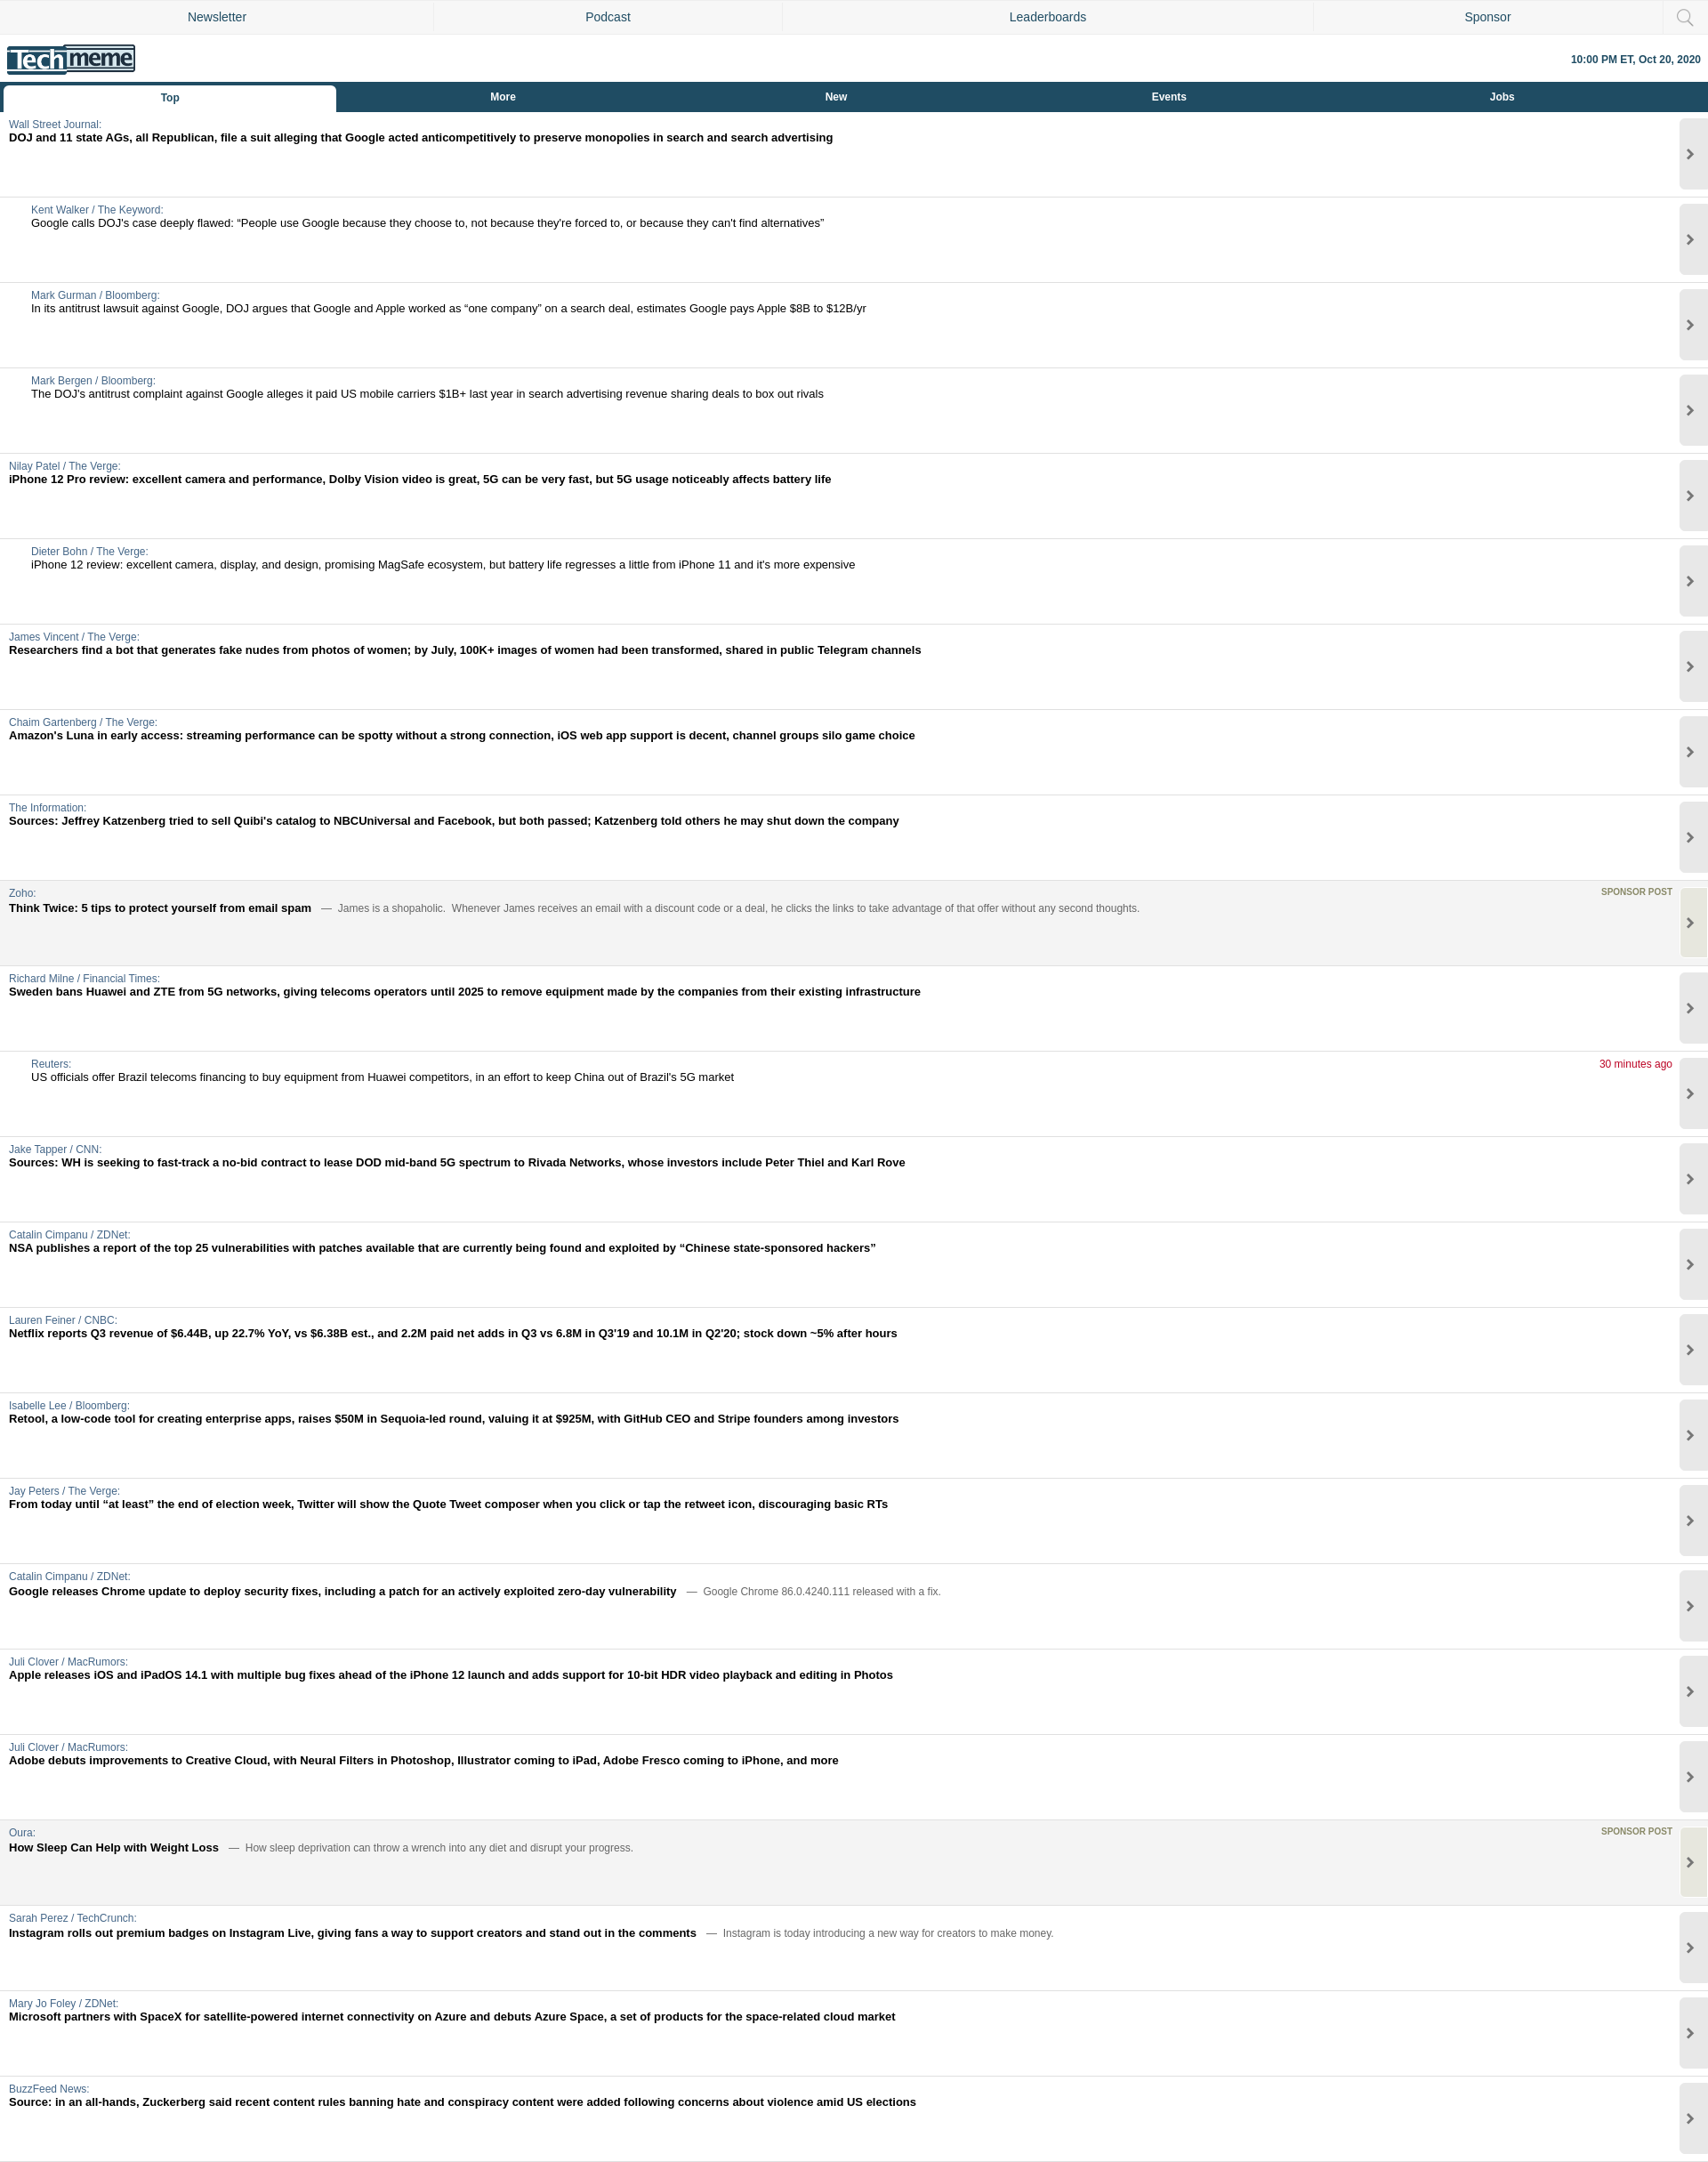 Newsletter
Podcast
Leaderboards
Sponsor
Techmeme
10:00 PM ET, Oct 20, 2020
Top
More
New
Events
Jobs
Wall Street Journal:
DOJ and 11 state AGs, all Republican, file a suit alleging that Google acted anticompetitively to preserve monopolies in search and search advertising
Kent Walker / The Keyword:
Google calls DOJ's case deeply flawed: “People use Google because they choose to, not because they're forced to, or because they can't find alternatives”
Mark Gurman / Bloomberg:
In its antitrust lawsuit against Google, DOJ argues that Google and Apple worked as “one company” on a search deal, estimates Google pays Apple $8B to $12B/yr
Mark Bergen / Bloomberg:
The DOJ's antitrust complaint against Google alleges it paid US mobile carriers $1B+ last year in search advertising revenue sharing deals to box out rivals
Nilay Patel / The Verge:
iPhone 12 Pro review: excellent camera and performance, Dolby Vision video is great, 5G can be very fast, but 5G usage noticeably affects battery life
Dieter Bohn / The Verge:
iPhone 12 review: excellent camera, display, and design, promising MagSafe ecosystem, but battery life regresses a little from iPhone 11 and it's more expensive
James Vincent / The Verge:
Researchers find a bot that generates fake nudes from photos of women; by July, 100K+ images of women had been transformed, shared in public Telegram channels
Chaim Gartenberg / The Verge:
Amazon's Luna in early access: streaming performance can be spotty without a strong connection, iOS web app support is decent, channel groups silo game choice
The Information:
Sources: Jeffrey Katzenberg tried to sell Quibi's catalog to NBCUniversal and Facebook, but both passed; Katzenberg told others he may shut down the company
Zoho:
SPONSOR POST
Think Twice: 5 tips to protect yourself from email spam — James is a shopaholic. Whenever James receives an email with a discount code or a deal, he clicks the links to take advantage of that offer without any second thoughts.
Richard Milne / Financial Times:
Sweden bans Huawei and ZTE from 5G networks, giving telecoms operators until 2025 to remove equipment made by the companies from their existing infrastructure
Reuters:
30 minutes ago
US officials offer Brazil telecoms financing to buy equipment from Huawei competitors, in an effort to keep China out of Brazil's 5G market
Jake Tapper / CNN:
Sources: WH is seeking to fast-track a no-bid contract to lease DOD mid-band 5G spectrum to Rivada Networks, whose investors include Peter Thiel and Karl Rove
Catalin Cimpanu / ZDNet:
NSA publishes a report of the top 25 vulnerabilities with patches available that are currently being found and exploited by “Chinese state-sponsored hackers”
Lauren Feiner / CNBC:
Netflix reports Q3 revenue of $6.44B, up 22.7% YoY, vs $6.38B est., and 2.2M paid net adds in Q3 vs 6.8M in Q3'19 and 10.1M in Q2'20; stock down ~5% after hours
Isabelle Lee / Bloomberg:
Retool, a low-code tool for creating enterprise apps, raises $50M in Sequoia-led round, valuing it at $925M, with GitHub CEO and Stripe founders among investors
Jay Peters / The Verge:
From today until “at least” the end of election week, Twitter will show the Quote Tweet composer when you click or tap the retweet icon, discouraging basic RTs
Catalin Cimpanu / ZDNet:
Google releases Chrome update to deploy security fixes, including a patch for an actively exploited zero-day vulnerability — Google Chrome 86.0.4240.111 released with a fix.
Juli Clover / MacRumors:
Apple releases iOS and iPadOS 14.1 with multiple bug fixes ahead of the iPhone 12 launch and adds support for 10-bit HDR video playback and editing in Photos
Juli Clover / MacRumors:
Adobe debuts improvements to Creative Cloud, with Neural Filters in Photoshop, Illustrator coming to iPad, Adobe Fresco coming to iPhone, and more
Oura:
SPONSOR POST
How Sleep Can Help with Weight Loss — How sleep deprivation can throw a wrench into any diet and disrupt your progress.
Sarah Perez / TechCrunch:
Instagram rolls out premium badges on Instagram Live, giving fans a way to support creators and stand out in the comments — Instagram is today introducing a new way for creators to make money.
Mary Jo Foley / ZDNet:
Microsoft partners with SpaceX for satellite-powered internet connectivity on Azure and debuts Azure Space, a set of products for the space-related cloud market
BuzzFeed News:
Source: in an all-hands, Zuckerberg said recent content rules banning hate and conspiracy content were added following concerns about violence amid US elections